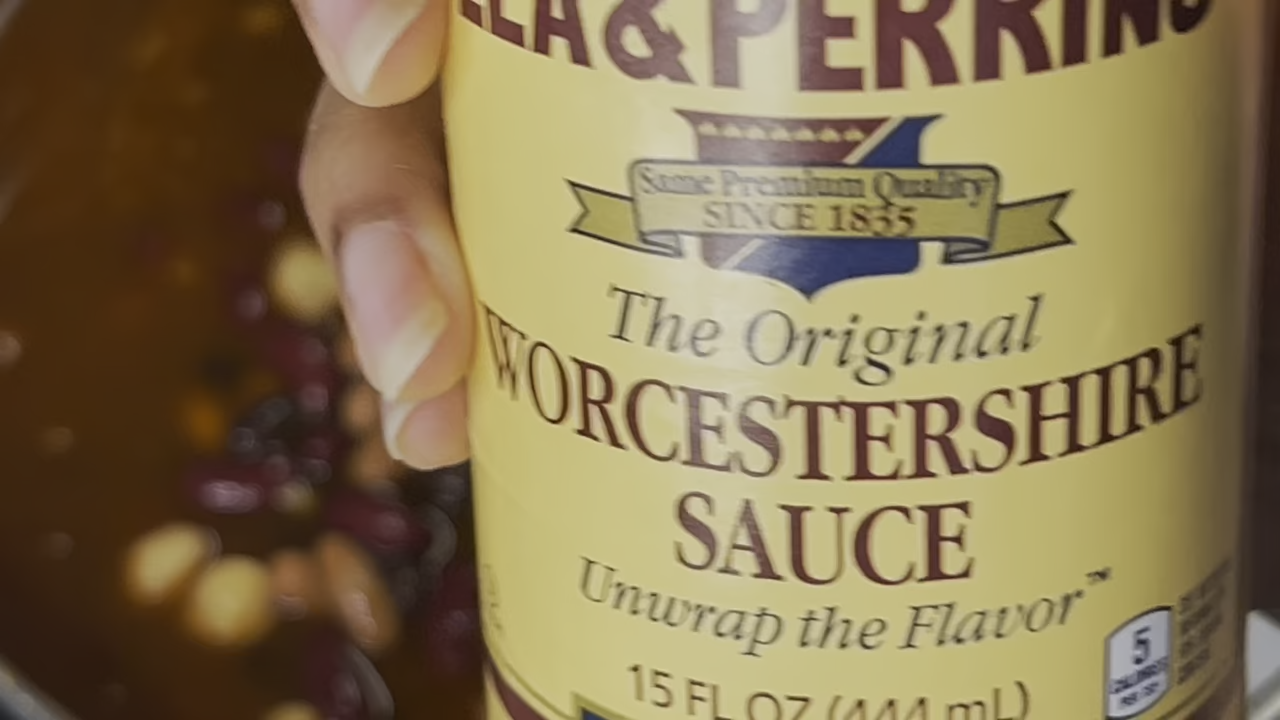 LEA & PERRINS
Same Premium Quality
SINCE 1835
The Original
WORCESTERSHIRE
SAUCE
Unwrap the Flavor™
15 FL OZ (444 mL)
5
CALORIES